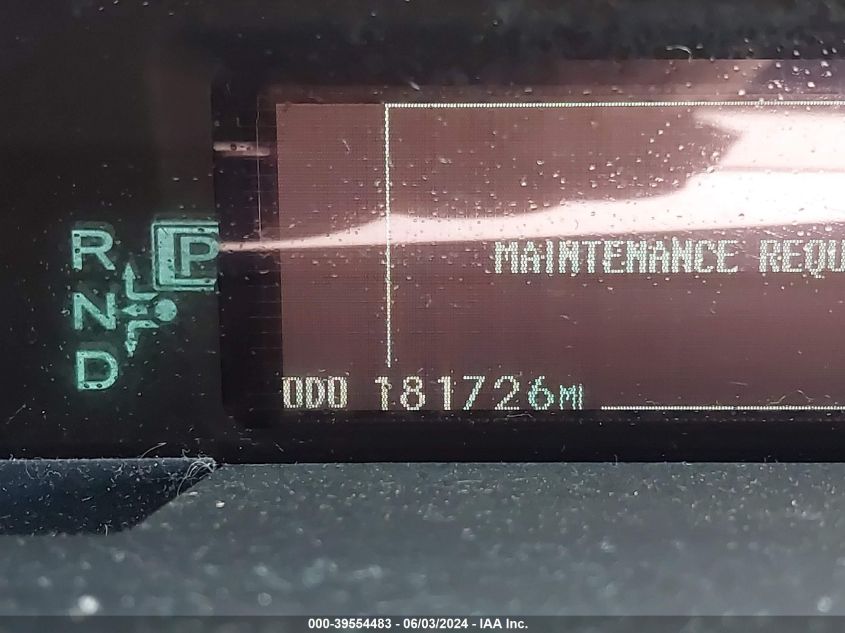 R P
N
D
MAINTENANCE REQU
ODO 181726MI
000-39554483 - 06/03/2024 - IAA Inc.